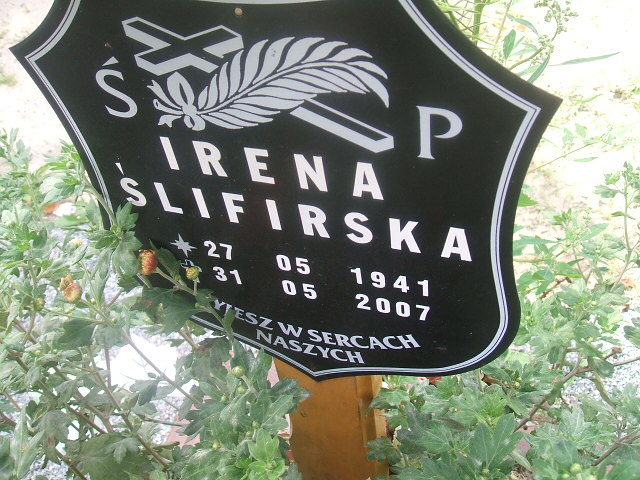 Ś P
IRENA
ŚLIFIRSKA
27 05 1941
31 05 2007
W SERCACH
NASZYCH